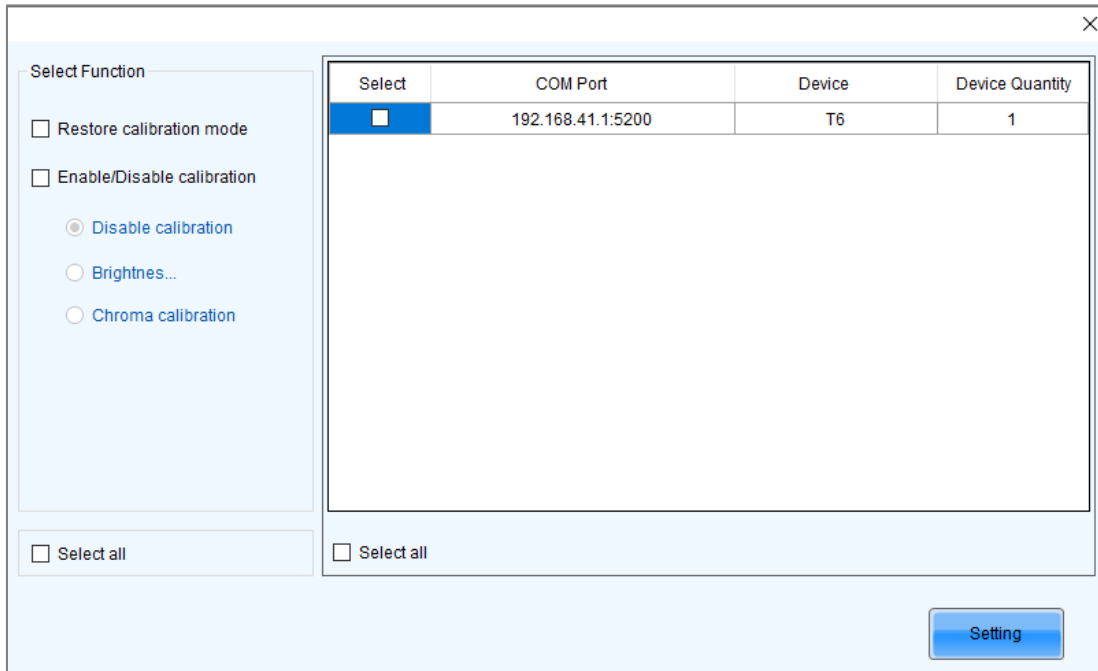 Select Function
Restore calibration mode
Enable/Disable calibration
Disable calibration
Brightnes...
Chroma calibration
Select all
Select COM Port Device Device Quantity
192.168.41.1:5200 T6 1
Select all
Setting